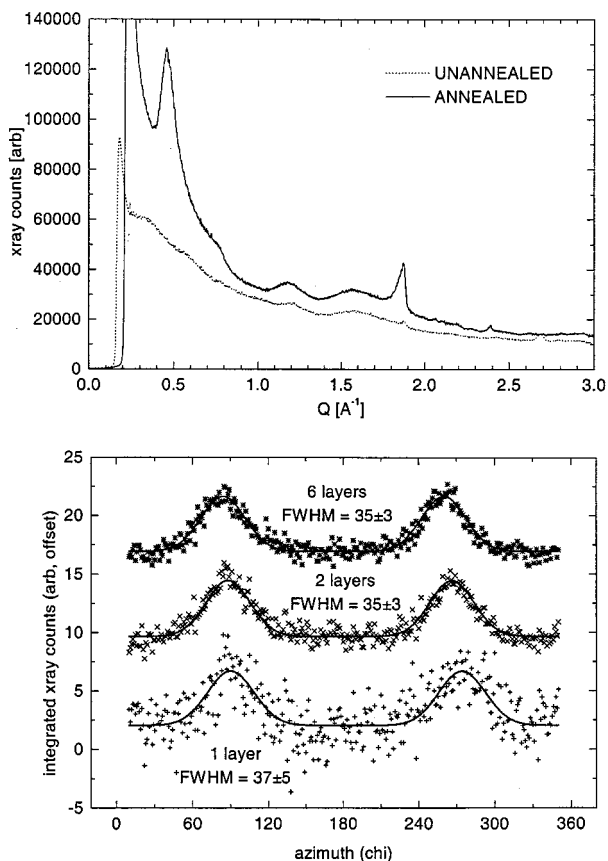 140000
120000
100000
80000
60000
40000
20000
0
xray counts [arb]
UNANNEALED
ANNEALED
0.0 0.5 1.0 1.5 2.0 2.5 3.0
Q [A⁻¹]
25
20
15
10
5
0
-5
integrated xray counts (arb, offset)
6 layers
FWHM = 35±3
2 layers
FWHM = 35±3
1 layer
FWHM = 37±5
0 60 120 180 240 300 360
azimuth (chi)